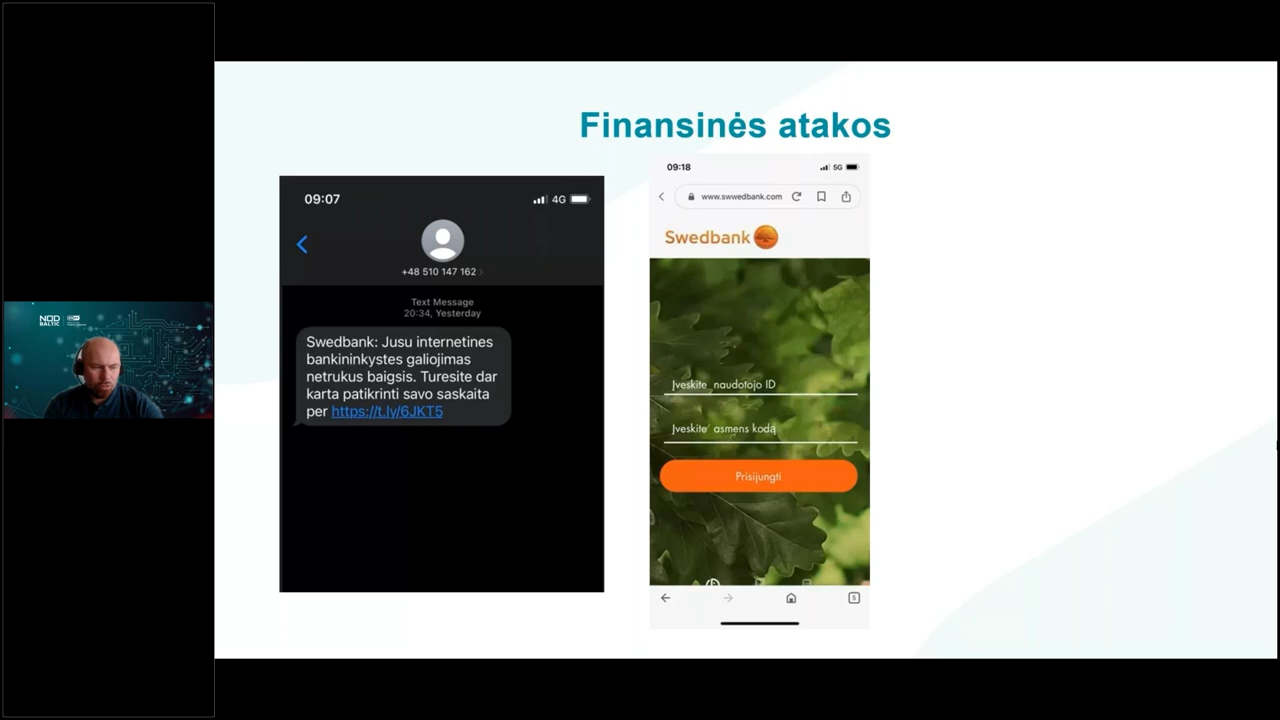 NOD
BALTIC
eseT
Finansinės atakos
09:07
4G
+48 510 147 162
Text Message
20:34, Yesterday
Swedbank: Jusu internetines
bankininkystes galiojimas
netrukus baigsis. Turesite dar
karta patikrinti savo saskaita
per https://t.ly/6JKT5
09:18
5G
www.swwedbank.com
Swedbank
Įveskite naudotojo ID
Įveskite asmens kodą
Prisijungti
5